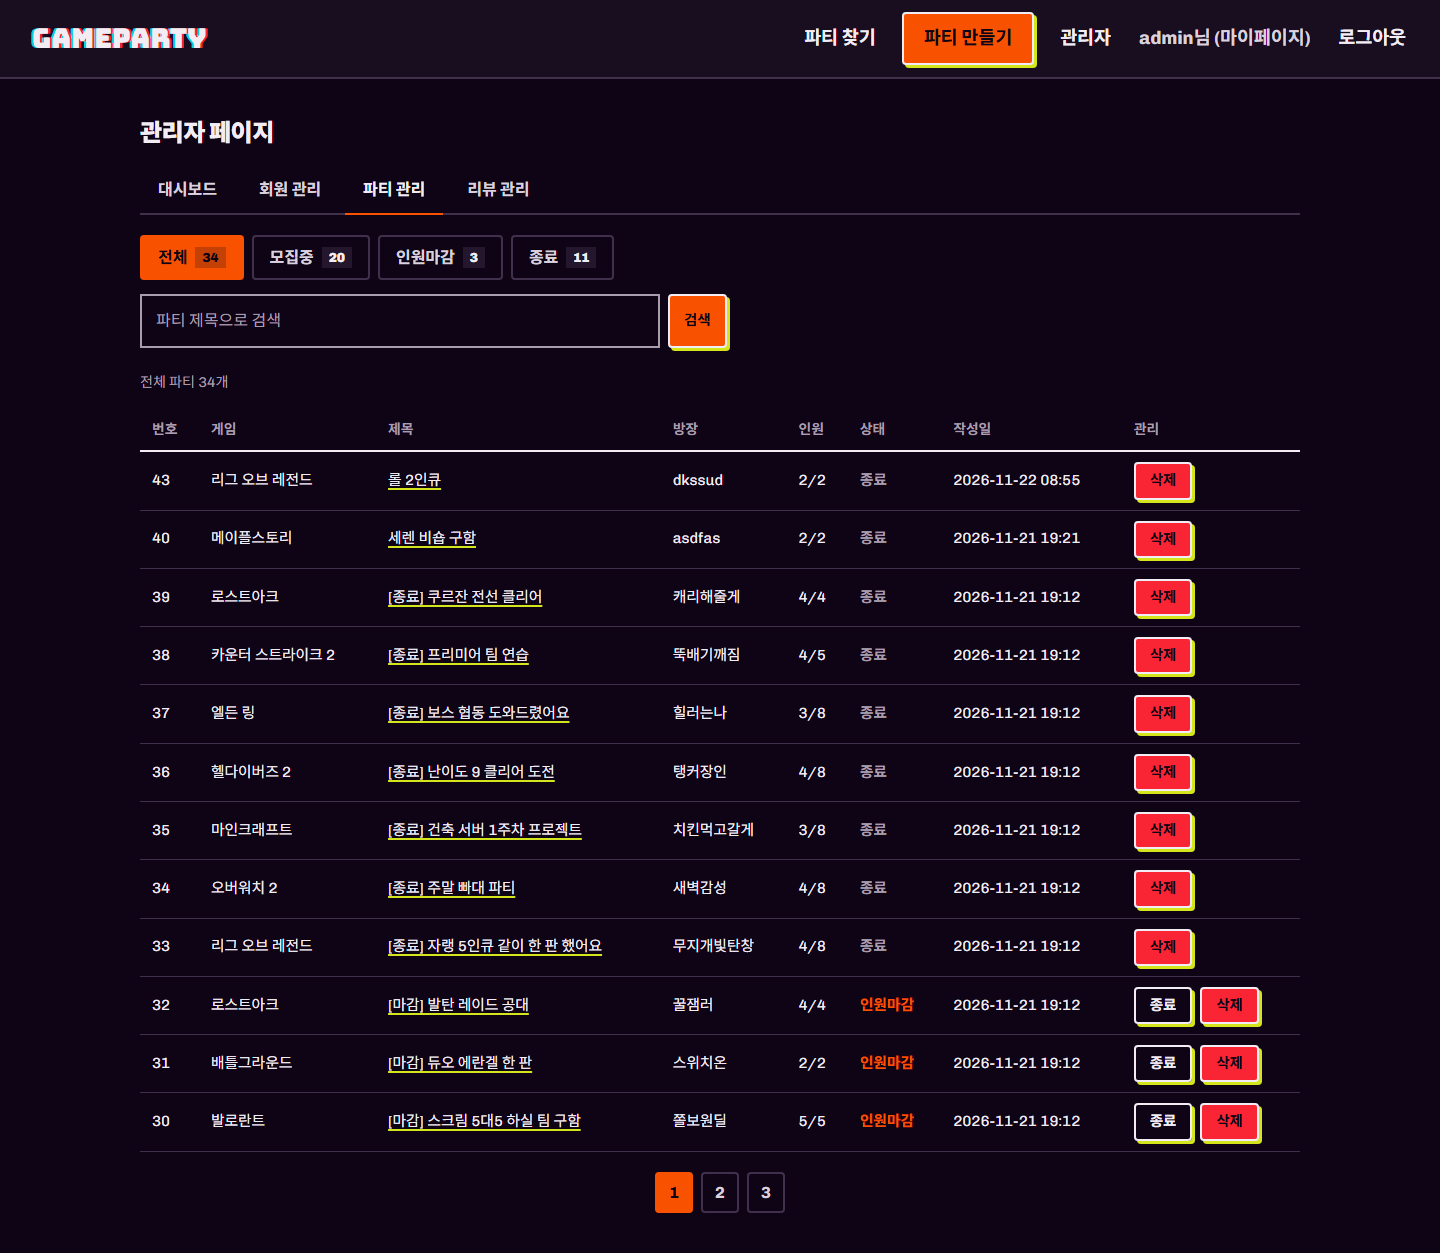 GAMEPARTY 파티 찾기 파티 만들기 관리자 admin님 (마이페이지) 로그아웃
관리자 페이지
대시보드 회원 관리 파티 관리 리뷰 관리
전체 34 모집중 20 인원마감 3 종료 11
파티 제목으로 검색 검색
전체 파티 34개
번호 게임 제목 방장 인원 상태 작성일 관리
43 리그 오브 레전드 롤 2인큐 dkssud 2/2 종료 2026-11-22 08:55 삭제
40 메이플스토리 세렌 비숍 구함 asdfas 2/2 종료 2026-11-21 19:21 삭제
39 로스트아크 [종료] 쿠르잔 전선 클리어 캐리해줄게 4/4 종료 2026-11-21 19:12 삭제
38 카운터 스트라이크 2 [종료] 프리미어 팀 연습 뚝배기깨짐 4/5 종료 2026-11-21 19:12 삭제
37 엘든 링 [종료] 보스 협동 도와드렸어요 힐러는나 3/8 종료 2026-11-21 19:12 삭제
36 헬다이버즈 2 [종료] 난이도 9 클리어 도전 탱커장인 4/8 종료 2026-11-21 19:12 삭제
35 마인크래프트 [종료] 건축 서버 1주차 프로젝트 치킨먹고갈게 3/8 종료 2026-11-21 19:12 삭제
34 오버워치 2 [종료] 주말 빠대 파티 새벽감성 4/8 종료 2026-11-21 19:12 삭제
33 리그 오브 레전드 [종료] 자랭 5인큐 같이 한 판 했어요 무지개빛탄창 4/8 종료 2026-11-21 19:12 삭제
32 로스트아크 [마감] 발탄 레이드 공대 꿀잼러 4/4 인원마감 2026-11-21 19:12 종료 삭제
31 배틀그라운드 [마감] 듀오 에란겔 한 판 스위치온 2/2 인원마감 2026-11-21 19:12 종료 삭제
30 발로란트 [마감] 스크림 5대5 하실 팀 구함 쫄보원딜 5/5 인원마감 2026-11-21 19:12 종료 삭제
1 2 3